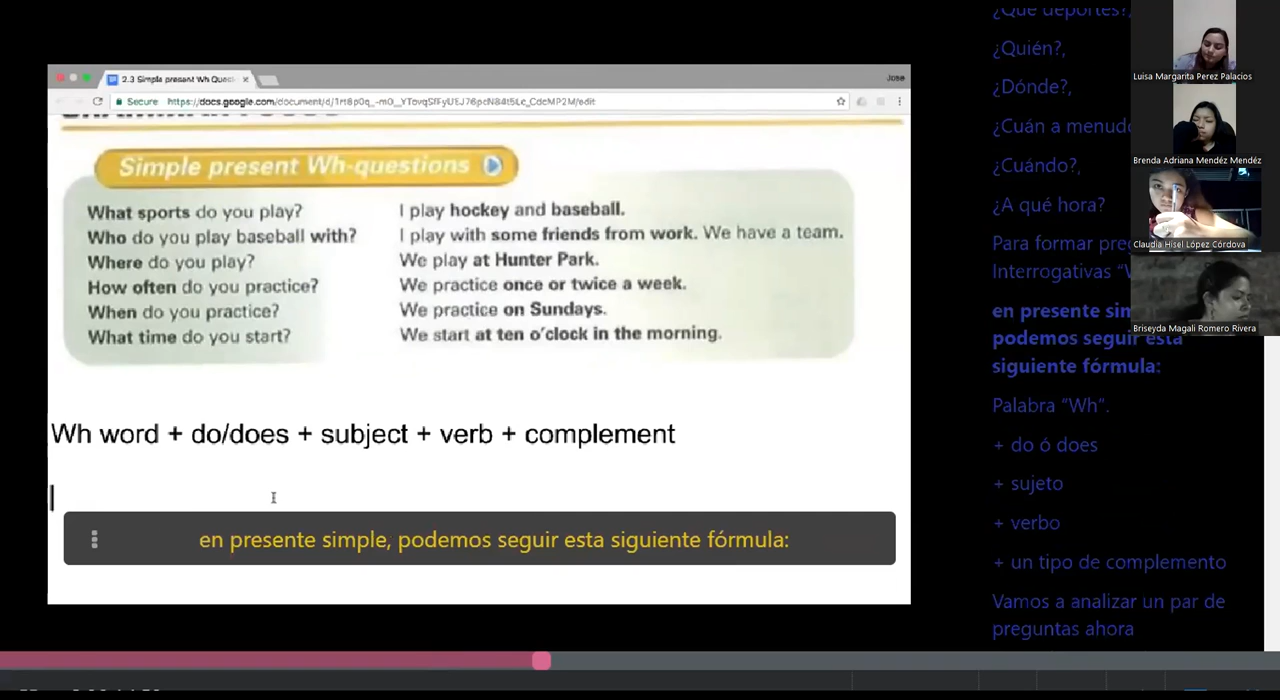 2.3 Simple present Wh Ques
Jose
Secure
Simple present Wh-questions
What sports do you play? I play hockey and baseball.
Who do you play baseball with? I play with some friends from work. We have a team.
Where do you play? We play at Hunter Park.
How often do you practice? We practice once or twice a week.
When do you practice? We practice on Sundays.
What time do you start? We start at ten o'clock in the morning.
Wh word + do/does + subject + verb + complement
en presente simple, podemos seguir esta siguiente fórmula:
¿Qué deportes?,
¿Quién?,
¿Dónde?,
¿Cuán a menudo
¿Cuándo?,
¿A qué hora?
Para formar pre
Interrogativas “
en presente sim
podemos seguir esta
siguiente fórmula:
Palabra “Wh”.
+ do ó does
+ sujeto
+ verbo
+ un tipo de complemento
Vamos a analizar un par de
preguntas ahora
Luisa Margarita Perez Palacios
Brenda Adriana Mendéz Mendéz
Claudia Hisel López Córdova
Briseyda Magali Romero Rivera